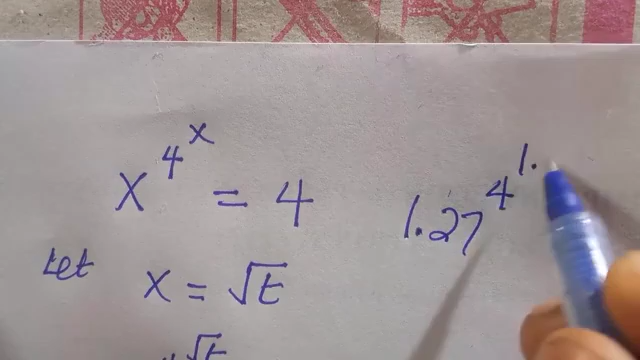 x^4^x = 4
1.27^4^1.
Let x = √t
√t